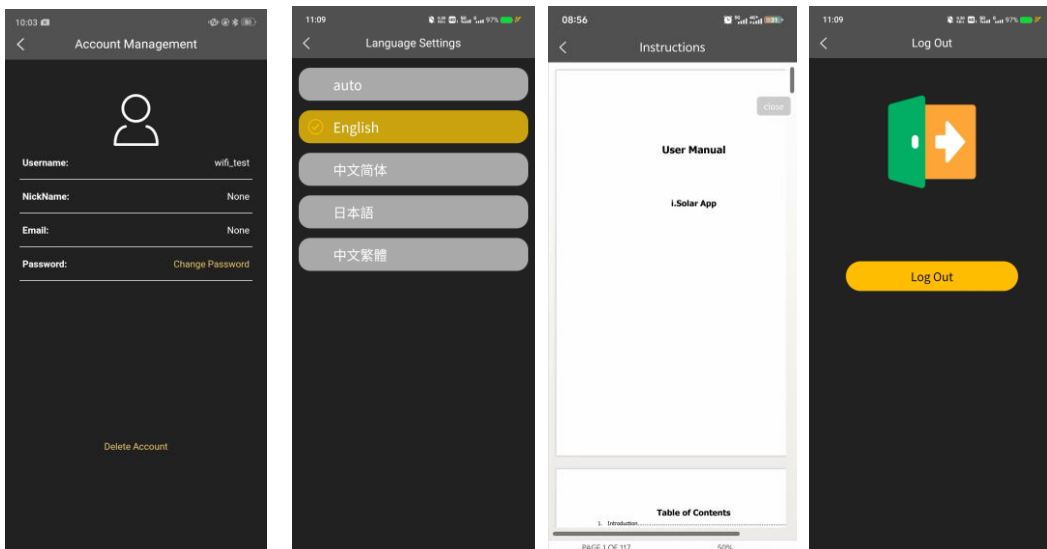 10:03
Account Management
Username: wifi_test
NickName: None
Email: None
Password: Change Password
Delete Account
11:09
97%
Language Settings
auto
English
中文简体
日本語
中文繁體
08:56
Instructions
close
User Manual
i.Solar App
Table of Contents
1. Introduction
PAGE 1 OF 117 50%
11:09
97%
Log Out
Log Out